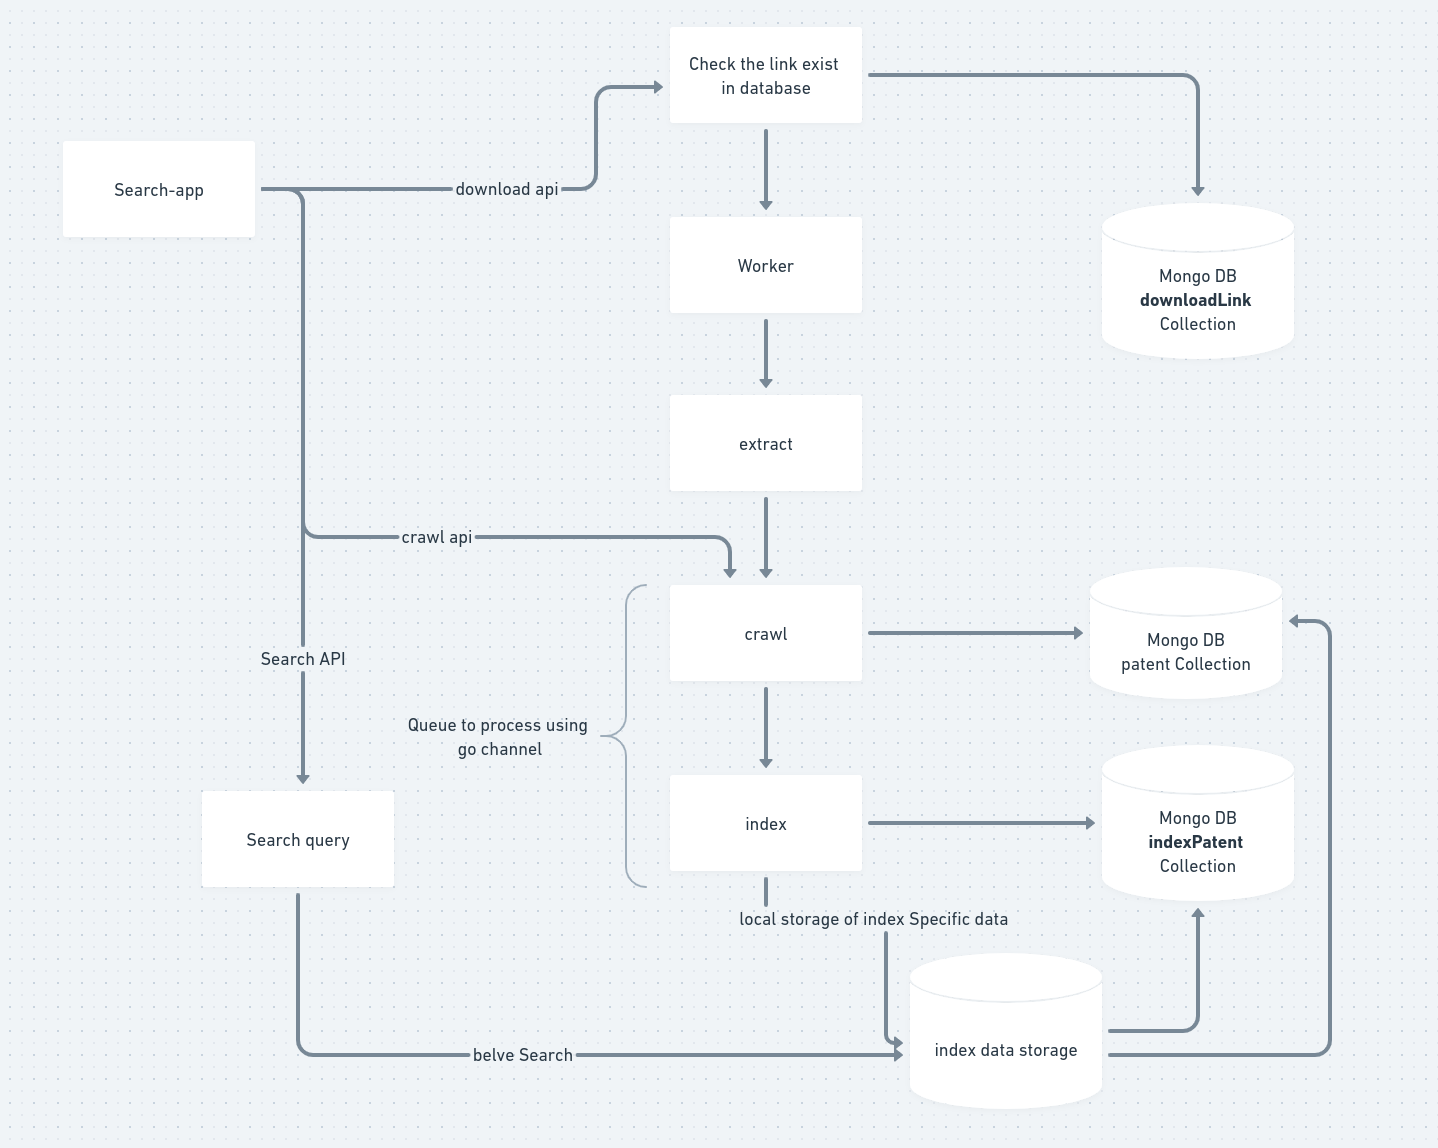 Check the link exist
in database
Search-app
download api
Worker
Mongo DB
downloadLink
Collection
extract
crawl api
crawl
Mongo DB
patent Collection
Search API
Queue to process using
go channel
index
Mongo DB
indexPatent
Collection
Search query
local storage of index Specific data
index data storage
belve Search